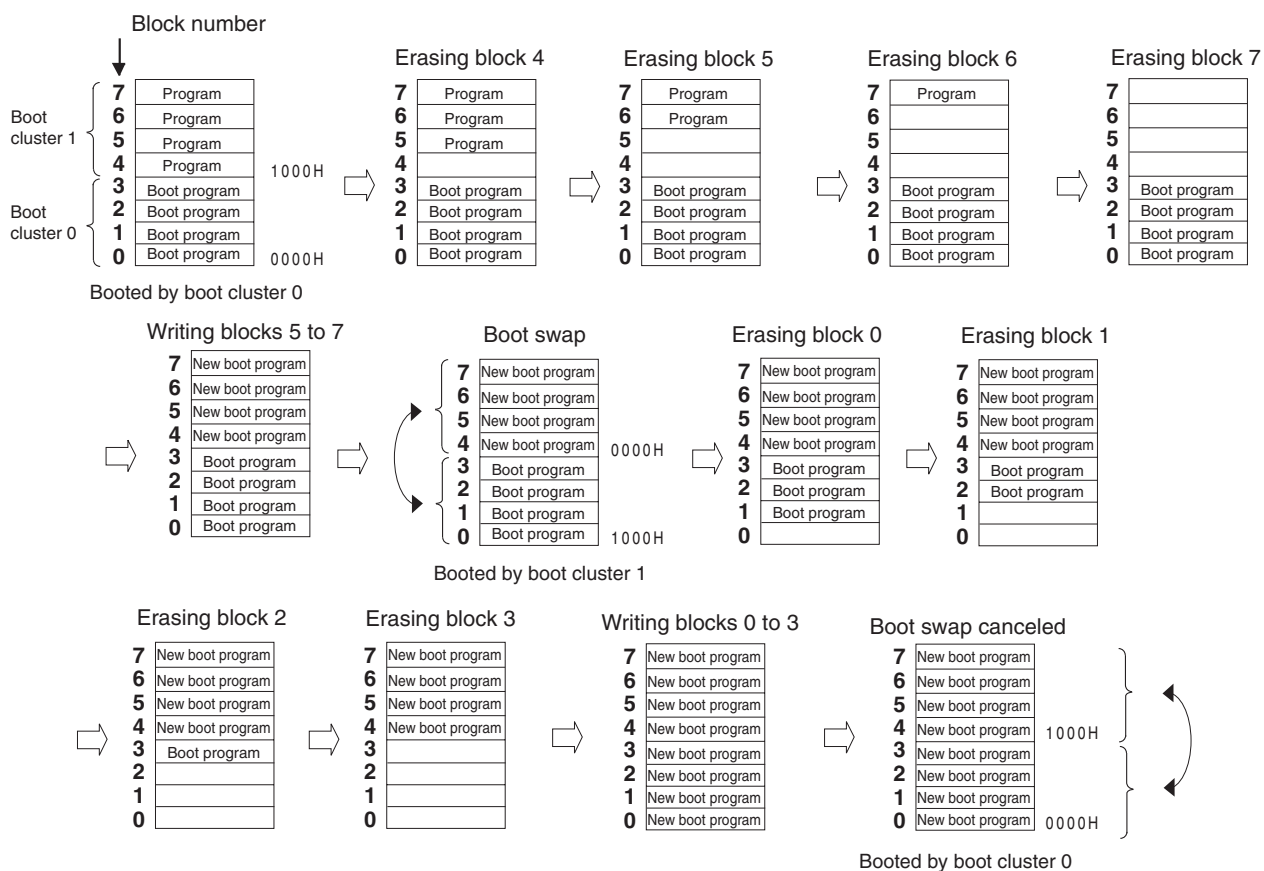 Block number
Erasing block 4
Erasing block 5
Erasing block 6
Erasing block 7
Boot
cluster 1
Boot
cluster 0
7 Program
6 Program
5 Program
4 Program
1000H
3 Boot program
2 Boot program
1 Boot program
0 Boot program
0000H
7 Program
6 Program
5 Program
4
3 Boot program
2 Boot program
1 Boot program
0 Boot program
7 Program
6 Program
5
4
3 Boot program
2 Boot program
1 Boot program
0 Boot program
7 Program
6
5
4
3 Boot program
2 Boot program
1 Boot program
0 Boot program
7
6
5
4
3 Boot program
2 Boot program
1 Boot program
0 Boot program
Booted by boot cluster 0
Writing blocks 5 to 7
Boot swap
Erasing block 0
Erasing block 1
7 New boot program
6 New boot program
5 New boot program
4 New boot program
3 Boot program
2 Boot program
1 Boot program
0 Boot program
7 New boot program
6 New boot program
5 New boot program
4 New boot program
0000H
3 Boot program
2 Boot program
1 Boot program
0 Boot program
1000H
7 New boot program
6 New boot program
5 New boot program
4 New boot program
3 Boot program
2 Boot program
1 Boot program
0
7 New boot program
6 New boot program
5 New boot program
4 New boot program
3 Boot program
2 Boot program
1
0
Booted by boot cluster 1
Erasing block 2
Erasing block 3
Writing blocks 0 to 3
Boot swap canceled
7 New boot program
6 New boot program
5 New boot program
4 New boot program
3 Boot program
2
1
0
7 New boot program
6 New boot program
5 New boot program
4 New boot program
3
2
1
0
7 New boot program
6 New boot program
5 New boot program
4 New boot program
3 New boot program
2 New boot program
1 New boot program
0 New boot program
7 New boot program
6 New boot program
5 New boot program
4 New boot program
1000H
3 New boot program
2 New boot program
1 New boot program
0 New boot program
0000H
Booted by boot cluster 0